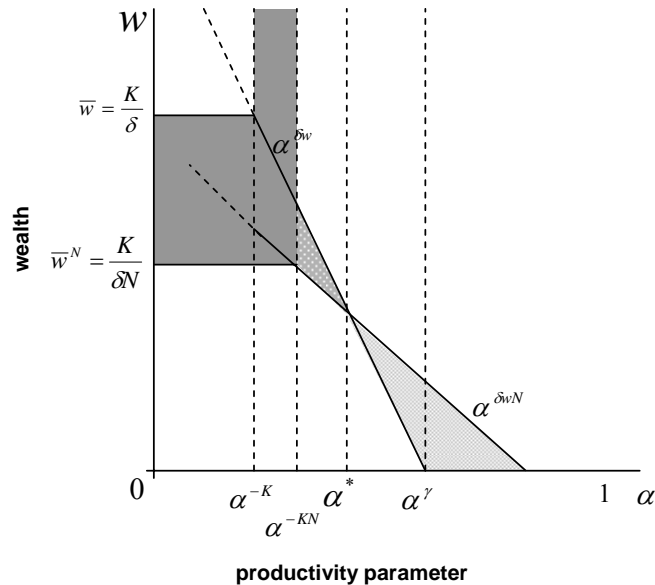 w
w̅ = K/δ
α^{δw}
w̅^N = K/δN
wealth
α^{δwN}
0 α^{-K} α^{-KN} α^* α^γ 1 α
productivity parameter